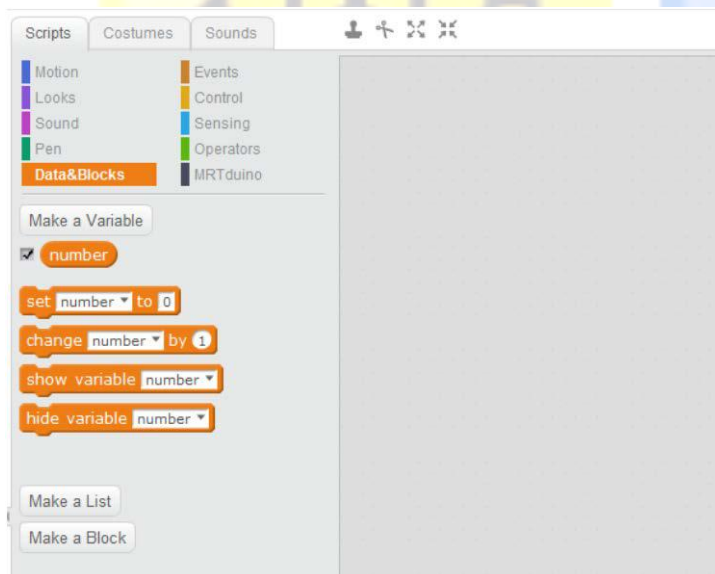 Scripts Costumes Sounds
Motion Events
Looks Control
Sound Sensing
Pen Operators
Data&Blocks MRTduino
Make a Variable
number
set number to 0
change number by 1
show variable number
hide variable number
Make a List
Make a Block